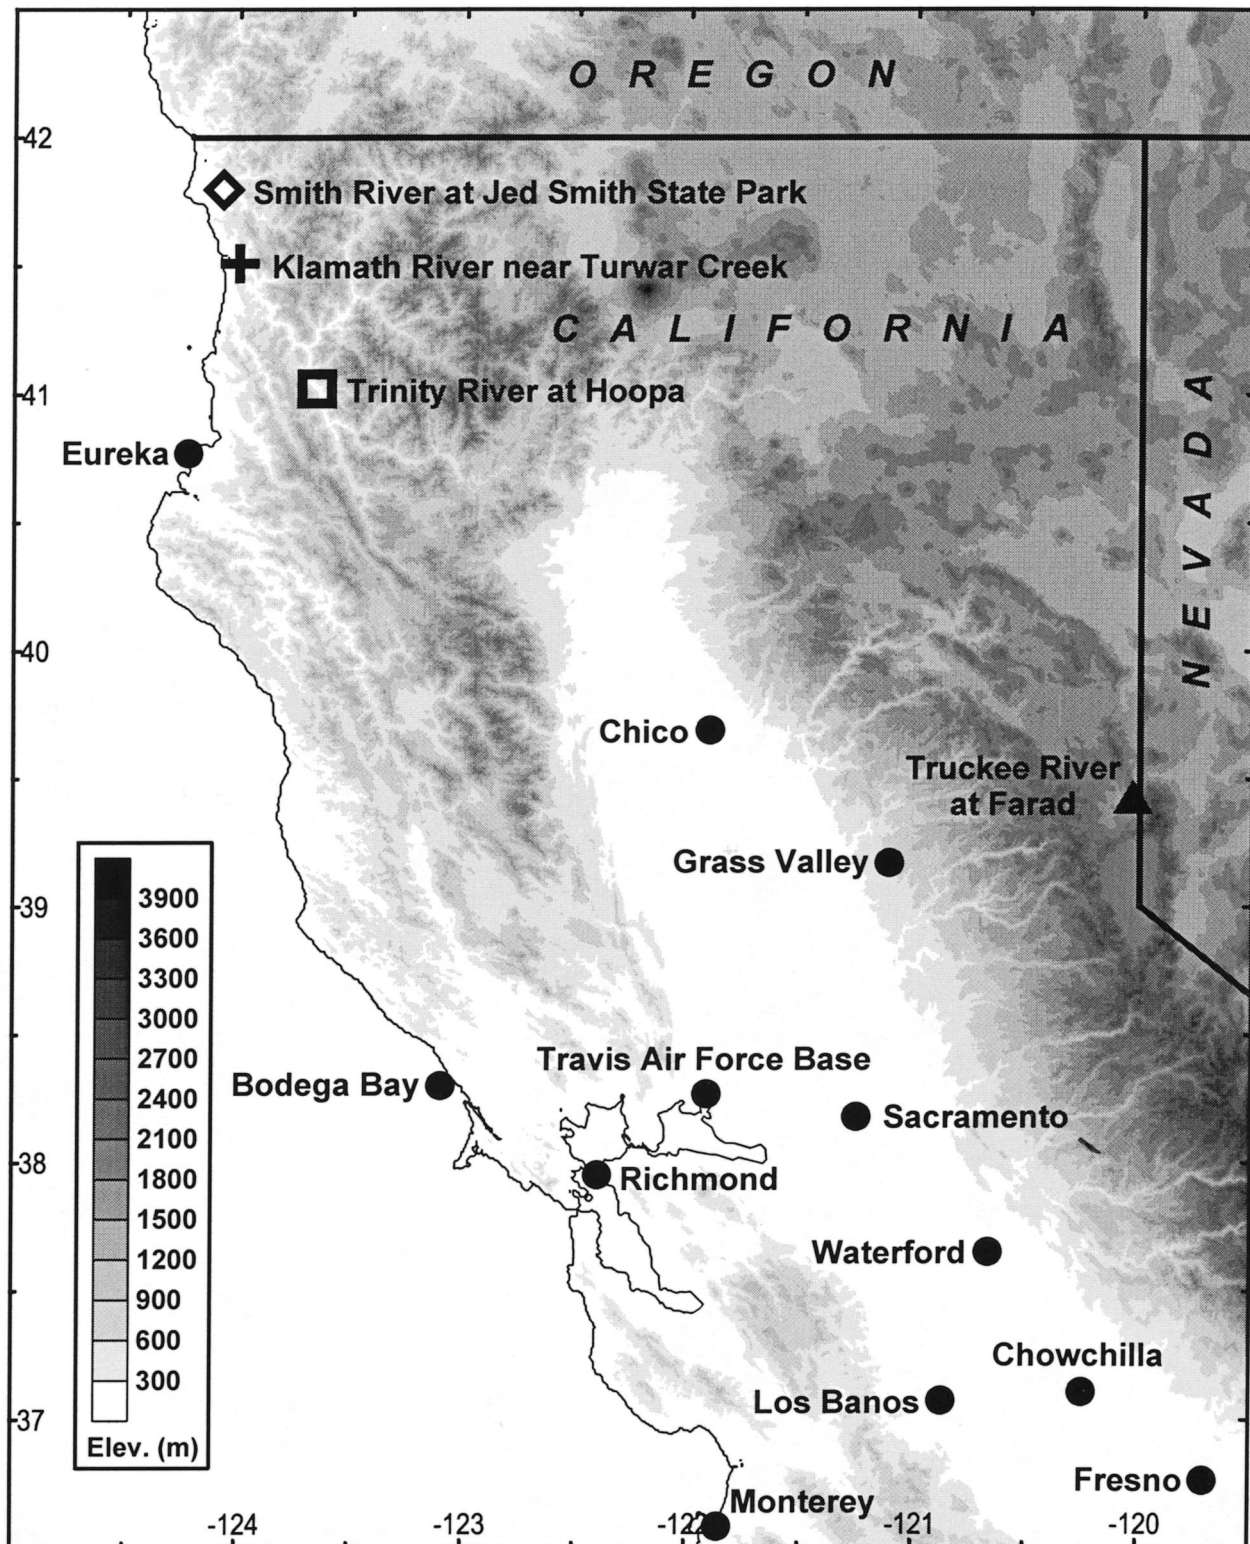 OREGON
42
Smith River at Jed Smith State Park
Klamath River near Turwar Creek
CALIFORNIA
41
Trinity River at Hoopa
NEVADA
Eureka
40
Chico
Truckee River
at Farad
Grass Valley
39
3900
3600
3300
3000
2700
2400
2100
1800
1500
1200
900
600
300
Elev. (m)
Travis Air Force Base
Bodega Bay
Sacramento
38
Richmond
Waterford
Chowchilla
Los Banos
37
Fresno
Monterey
-124
-123
-122
-121
-120